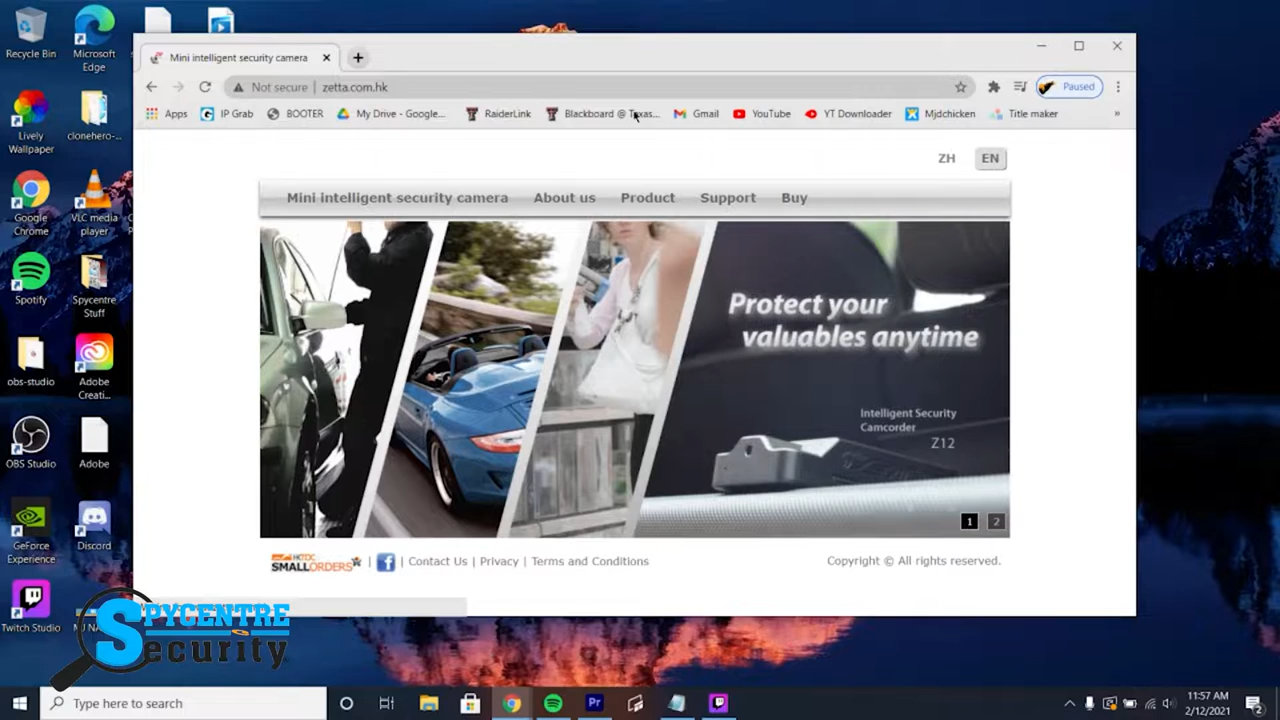 Recycle Bin
Microsoft
Edge
Lively
Wallpaper
clonehero-...
Google
Chrome
VLC media
player
Spotify
Spycentre
Stuff
obs-studio
Adobe
Creati...
OBS Studio
Adobe
GeForce
Experience
Discord
Twitch Studio
Mini intelligent security camera
Not secure | zetta.com.hk
Paused
Apps
IP Grab
BOOTER
My Drive - Google...
RaiderLink
Blackboard @ Texas...
Gmail
YouTube
YT Downloader
Mjdchicken
Title maker
»
ZH
EN
Mini intelligent security camera
About us
Product
Support
Buy
Protect your
valuables anytime
Intelligent Security
Camcorder
Z12
1
2
HKTDC
SMALLORDERS
| Contact Us | Privacy | Terms and Conditions
Copyright © All rights reserved.
SPYCENTRE
Security
Type here to search
Pr
11:57 AM
2/12/2021
2